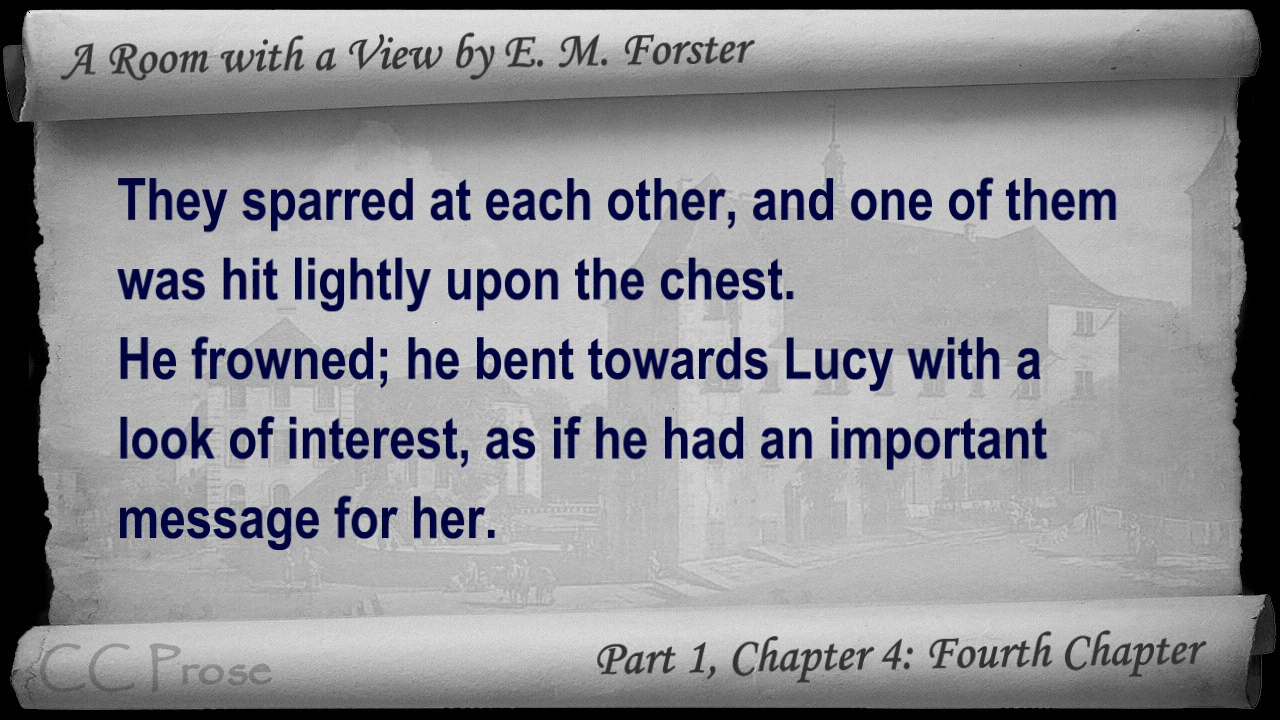 A Room with a View by E. M. Forster
They sparred at each other, and one of them
was hit lightly upon the chest.
He frowned; he bent towards Lucy with a
look of interest, as if he had an important
message for her.
CC Prose
Part 1, Chapter 4: Fourth Chapter